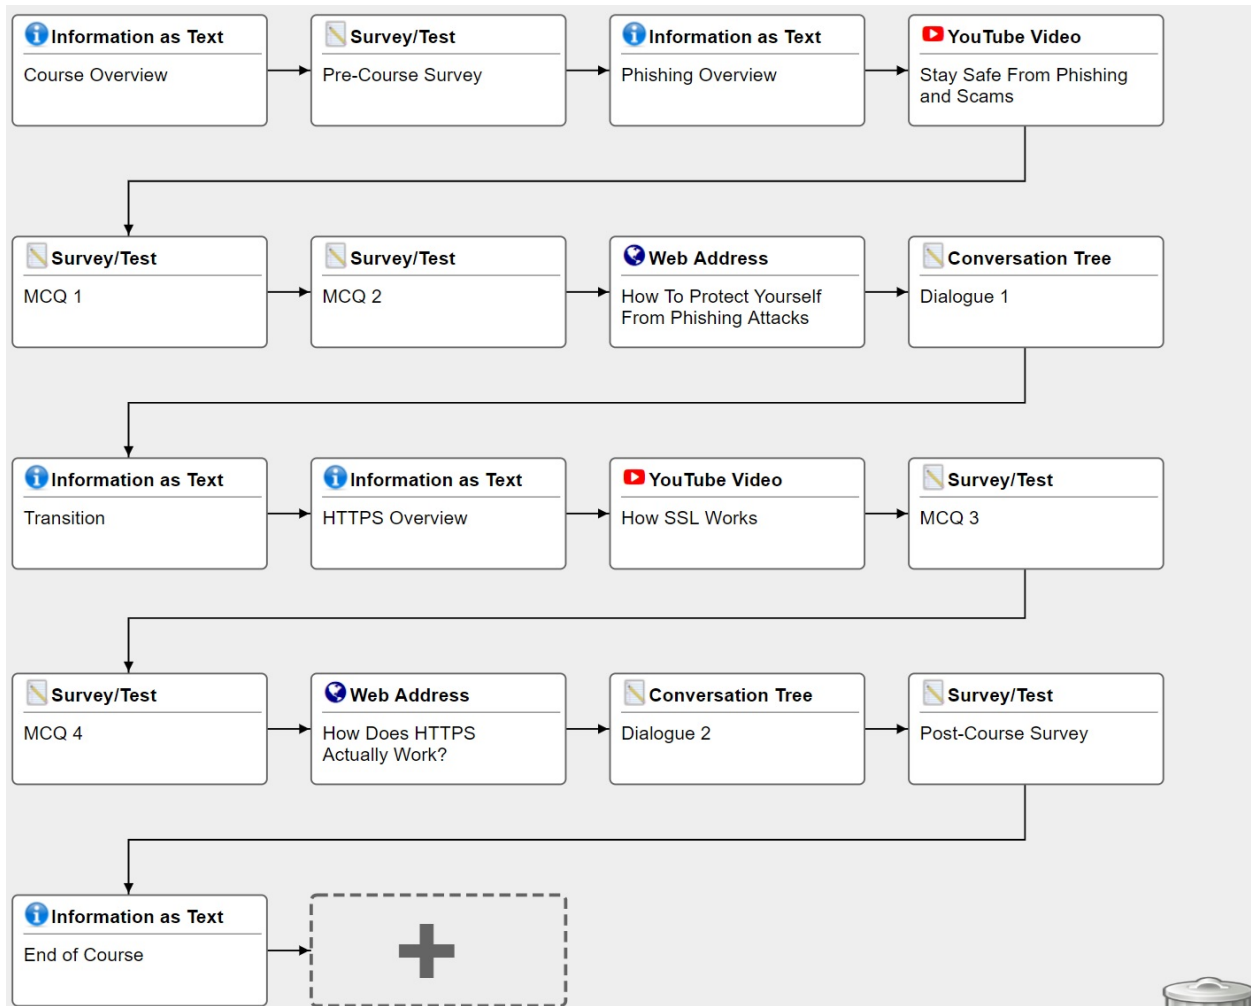 Information as Text
Course Overview
Survey/Test
Pre-Course Survey
Information as Text
Phishing Overview
YouTube Video
Stay Safe From Phishing
and Scams
Survey/Test
MCQ 1
Survey/Test
MCQ 2
Web Address
How To Protect Yourself
From Phishing Attacks
Conversation Tree
Dialogue 1
Information as Text
Transition
Information as Text
HTTPS Overview
YouTube Video
How SSL Works
Survey/Test
MCQ 3
Survey/Test
MCQ 4
Web Address
How Does HTTPS
Actually Work?
Conversation Tree
Dialogue 2
Survey/Test
Post-Course Survey
Information as Text
End of Course